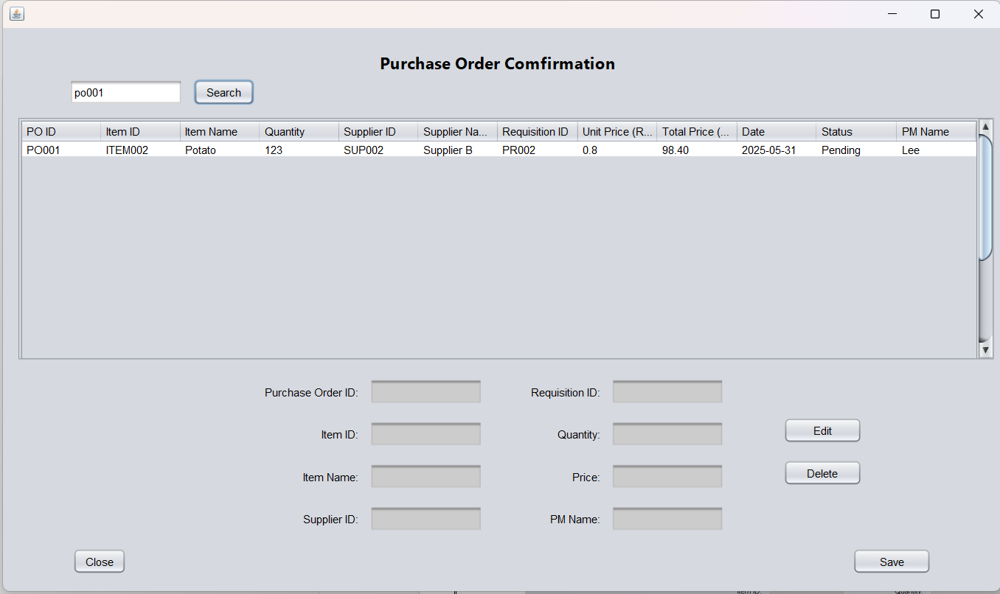 Purchase Order Comfirmation
po001 Search
PO ID Item ID Item Name Quantity Supplier ID Supplier Na... Requisition ID Unit Price (R... Total Price (... Date Status PM Name
PO001 ITEM002 Potato 123 SUP002 Supplier B PR002 0.8 98.40 2025-05-31 Pending Lee
Purchase Order ID: Requisition ID:
Item ID: Quantity: Edit
Item Name: Price: Delete
Supplier ID: PM Name:
Close Save
Item ID: Quantity: